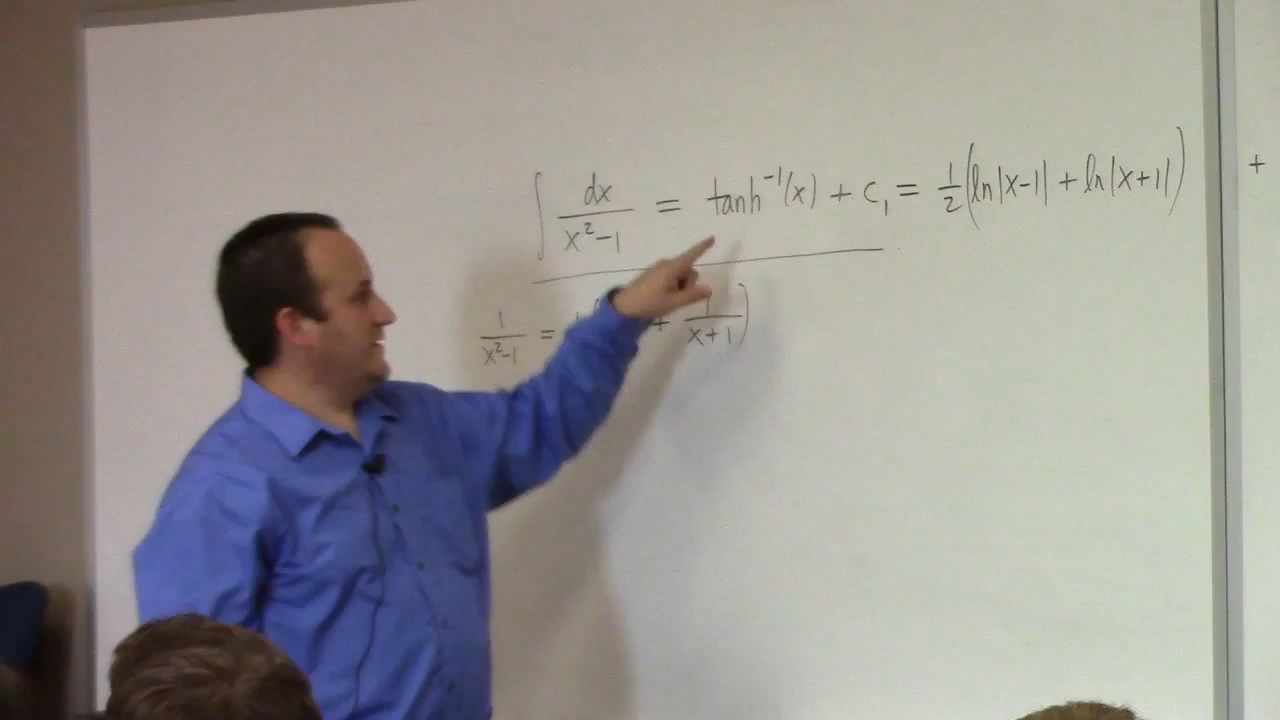 ∫ dx/(x²-1) = tanh⁻¹(x) + C₁ = 1/2(ln|x-1| + ln|x+1|) +
1/(x²-1) = + 1/(x+1))